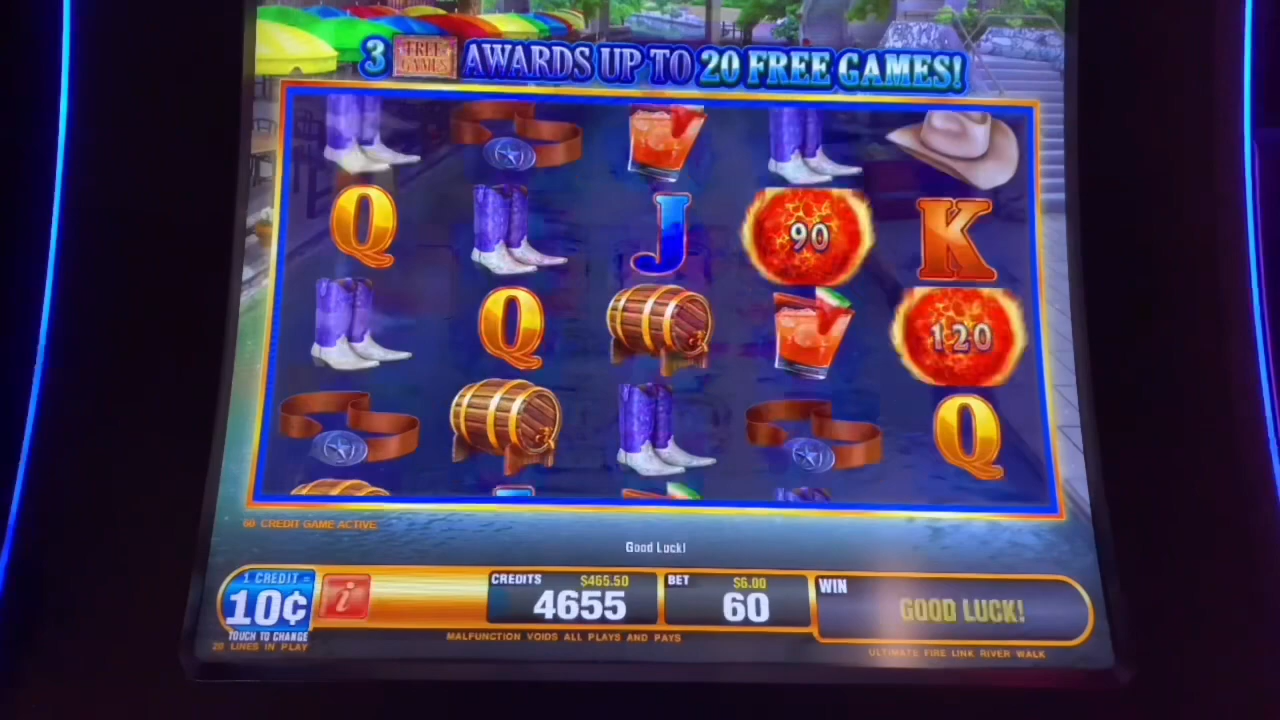 3 FREE GAMES AWARDS UP TO 20 FREE GAMES!
Q
J
90
K
Q
120
Q
60 CREDIT GAME ACTIVE
Good Luck!
1 CREDIT =
10¢
TOUCH TO CHANGE
20 LINES IN PLAY
i
CREDITS $465.50
4655
BET $6.00
60
WIN
GOOD LUCK!
MALFUNCTION VOIDS ALL PLAYS AND PAYS
ULTIMATE FIRE LINK RIVER WALK